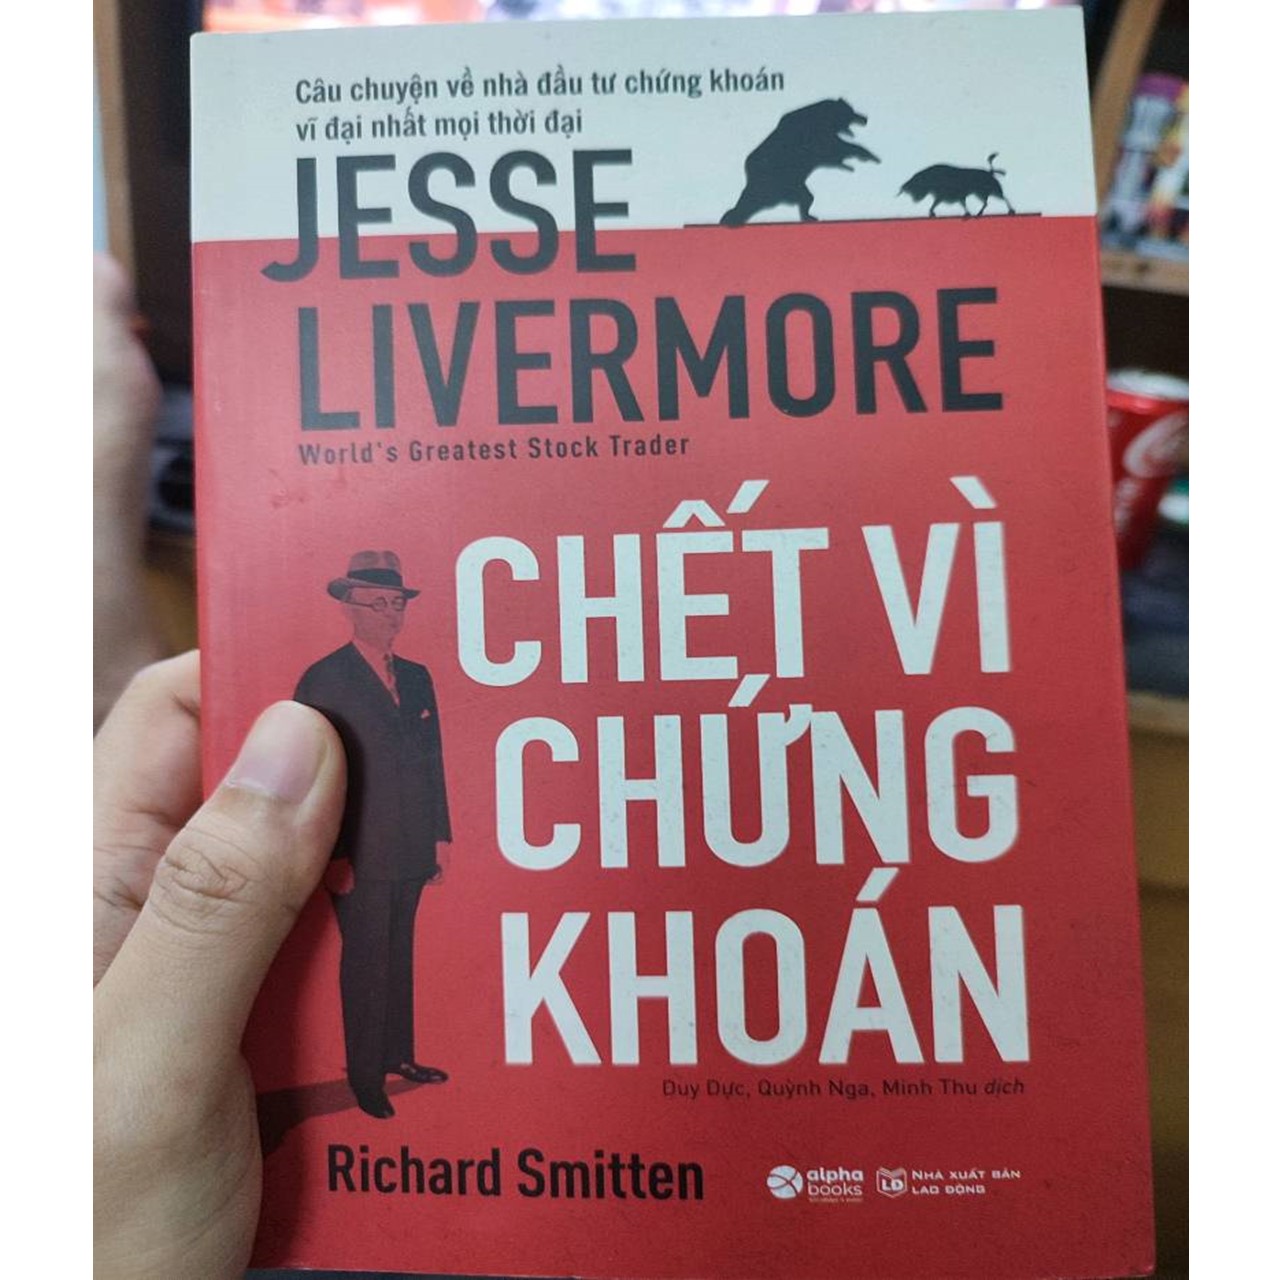 Câu chuyện về nhà đầu tư chứng khoán
vĩ đại nhất mọi thời đại
JESSE
LIVERMORE
World's Greatest Stock Trader
CHẾT VÌ
CHỨNG
KHOÁN
Duy Dực, Quỳnh Nga, Minh Thu dịch
Richard Smitten
alpha
books
LĐ
NHÀ XUẤT BẢN
LAO ĐỘNG